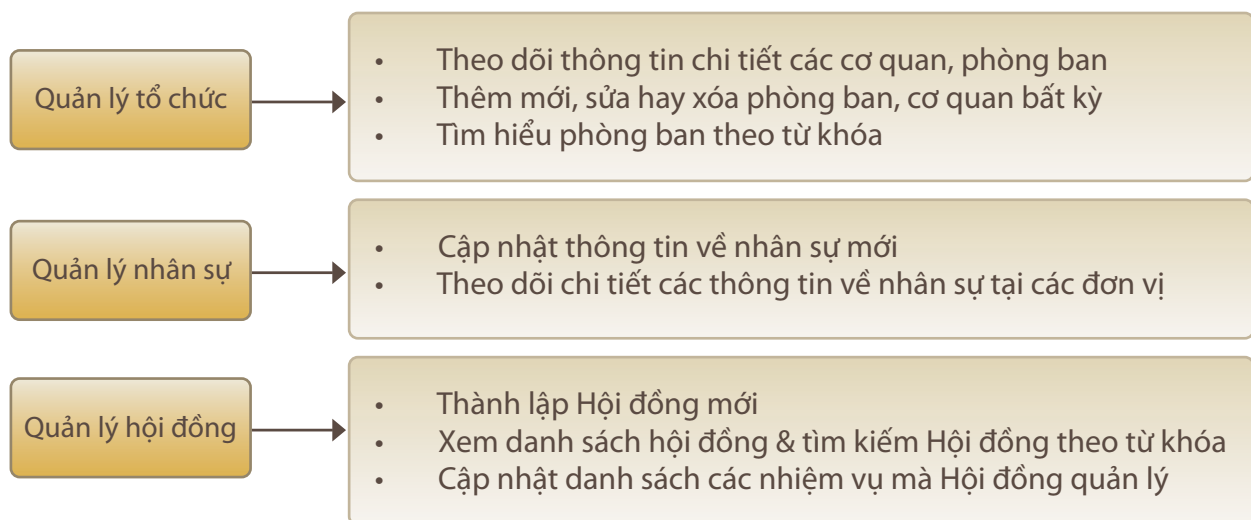 Quản lý tổ chức
• Theo dõi thông tin chi tiết các cơ quan, phòng ban
• Thêm mới, sửa hay xóa phòng ban, cơ quan bất kỳ
• Tìm hiểu phòng ban theo từ khóa
Quản lý nhân sự
• Cập nhật thông tin về nhân sự mới
• Theo dõi chi tiết các thông tin về nhân sự tại các đơn vị
Quản lý hội đồng
• Thành lập Hội đồng mới
• Xem danh sách hội đồng & tìm kiếm Hội đồng theo từ khóa
• Cập nhật danh sách các nhiệm vụ mà Hội đồng quản lý